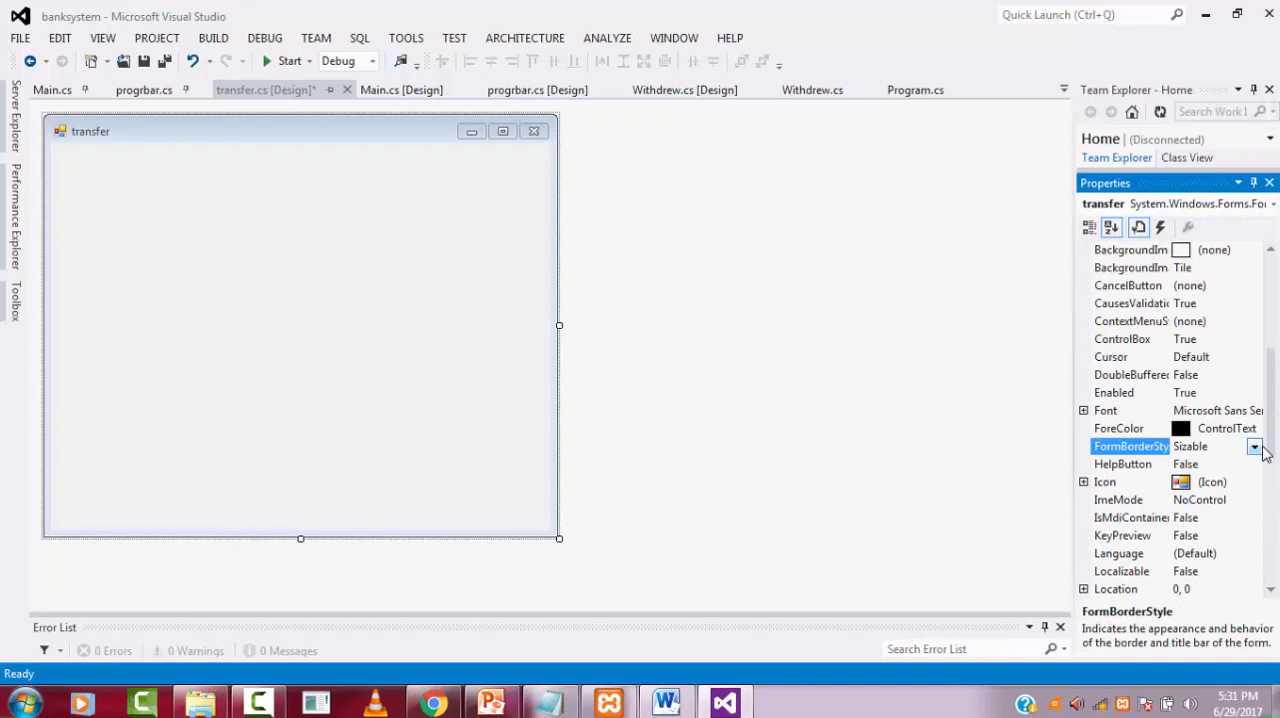 banksystem - Microsoft Visual Studio
Quick Launch (Ctrl+Q)
FILE EDIT VIEW PROJECT BUILD DEBUG TEAM SQL TOOLS TEST ARCHITECTURE ANALYZE WINDOW HELP
Start Debug
Main.cs progrbar.cs transfer.cs [Design]* Main.cs [Design] progrbar.cs [Design] Withdrew.cs [Design] Withdrew.cs Program.cs
Server Explorer
Performance Explorer
Toolbox
transfer
Team Explorer - Home
Search Work I
Home (Disconnected)
Team Explorer Class View
Properties
transfer System.Windows.Forms.For
BackgroundIm (none)
BackgroundIm Tile
CancelButton (none)
CausesValidatic True
ContextMenuS (none)
ControlBox True
Cursor Default
DoubleBuffered False
Enabled True
Font Microsoft Sans Ser
ForeColor ControlText
FormBorderSty Sizable
HelpButton False
Icon (Icon)
ImeMode NoControl
IsMdiContainer False
KeyPreview False
Language (Default)
Localizable False
Location 0, 0
FormBorderStyle
Indicates the appearance and behavior
of the border and title bar of the form.
Error List
0 Errors 0 Warnings 0 Messages
Search Error List
Ready
5:31 PM
6/29/2017